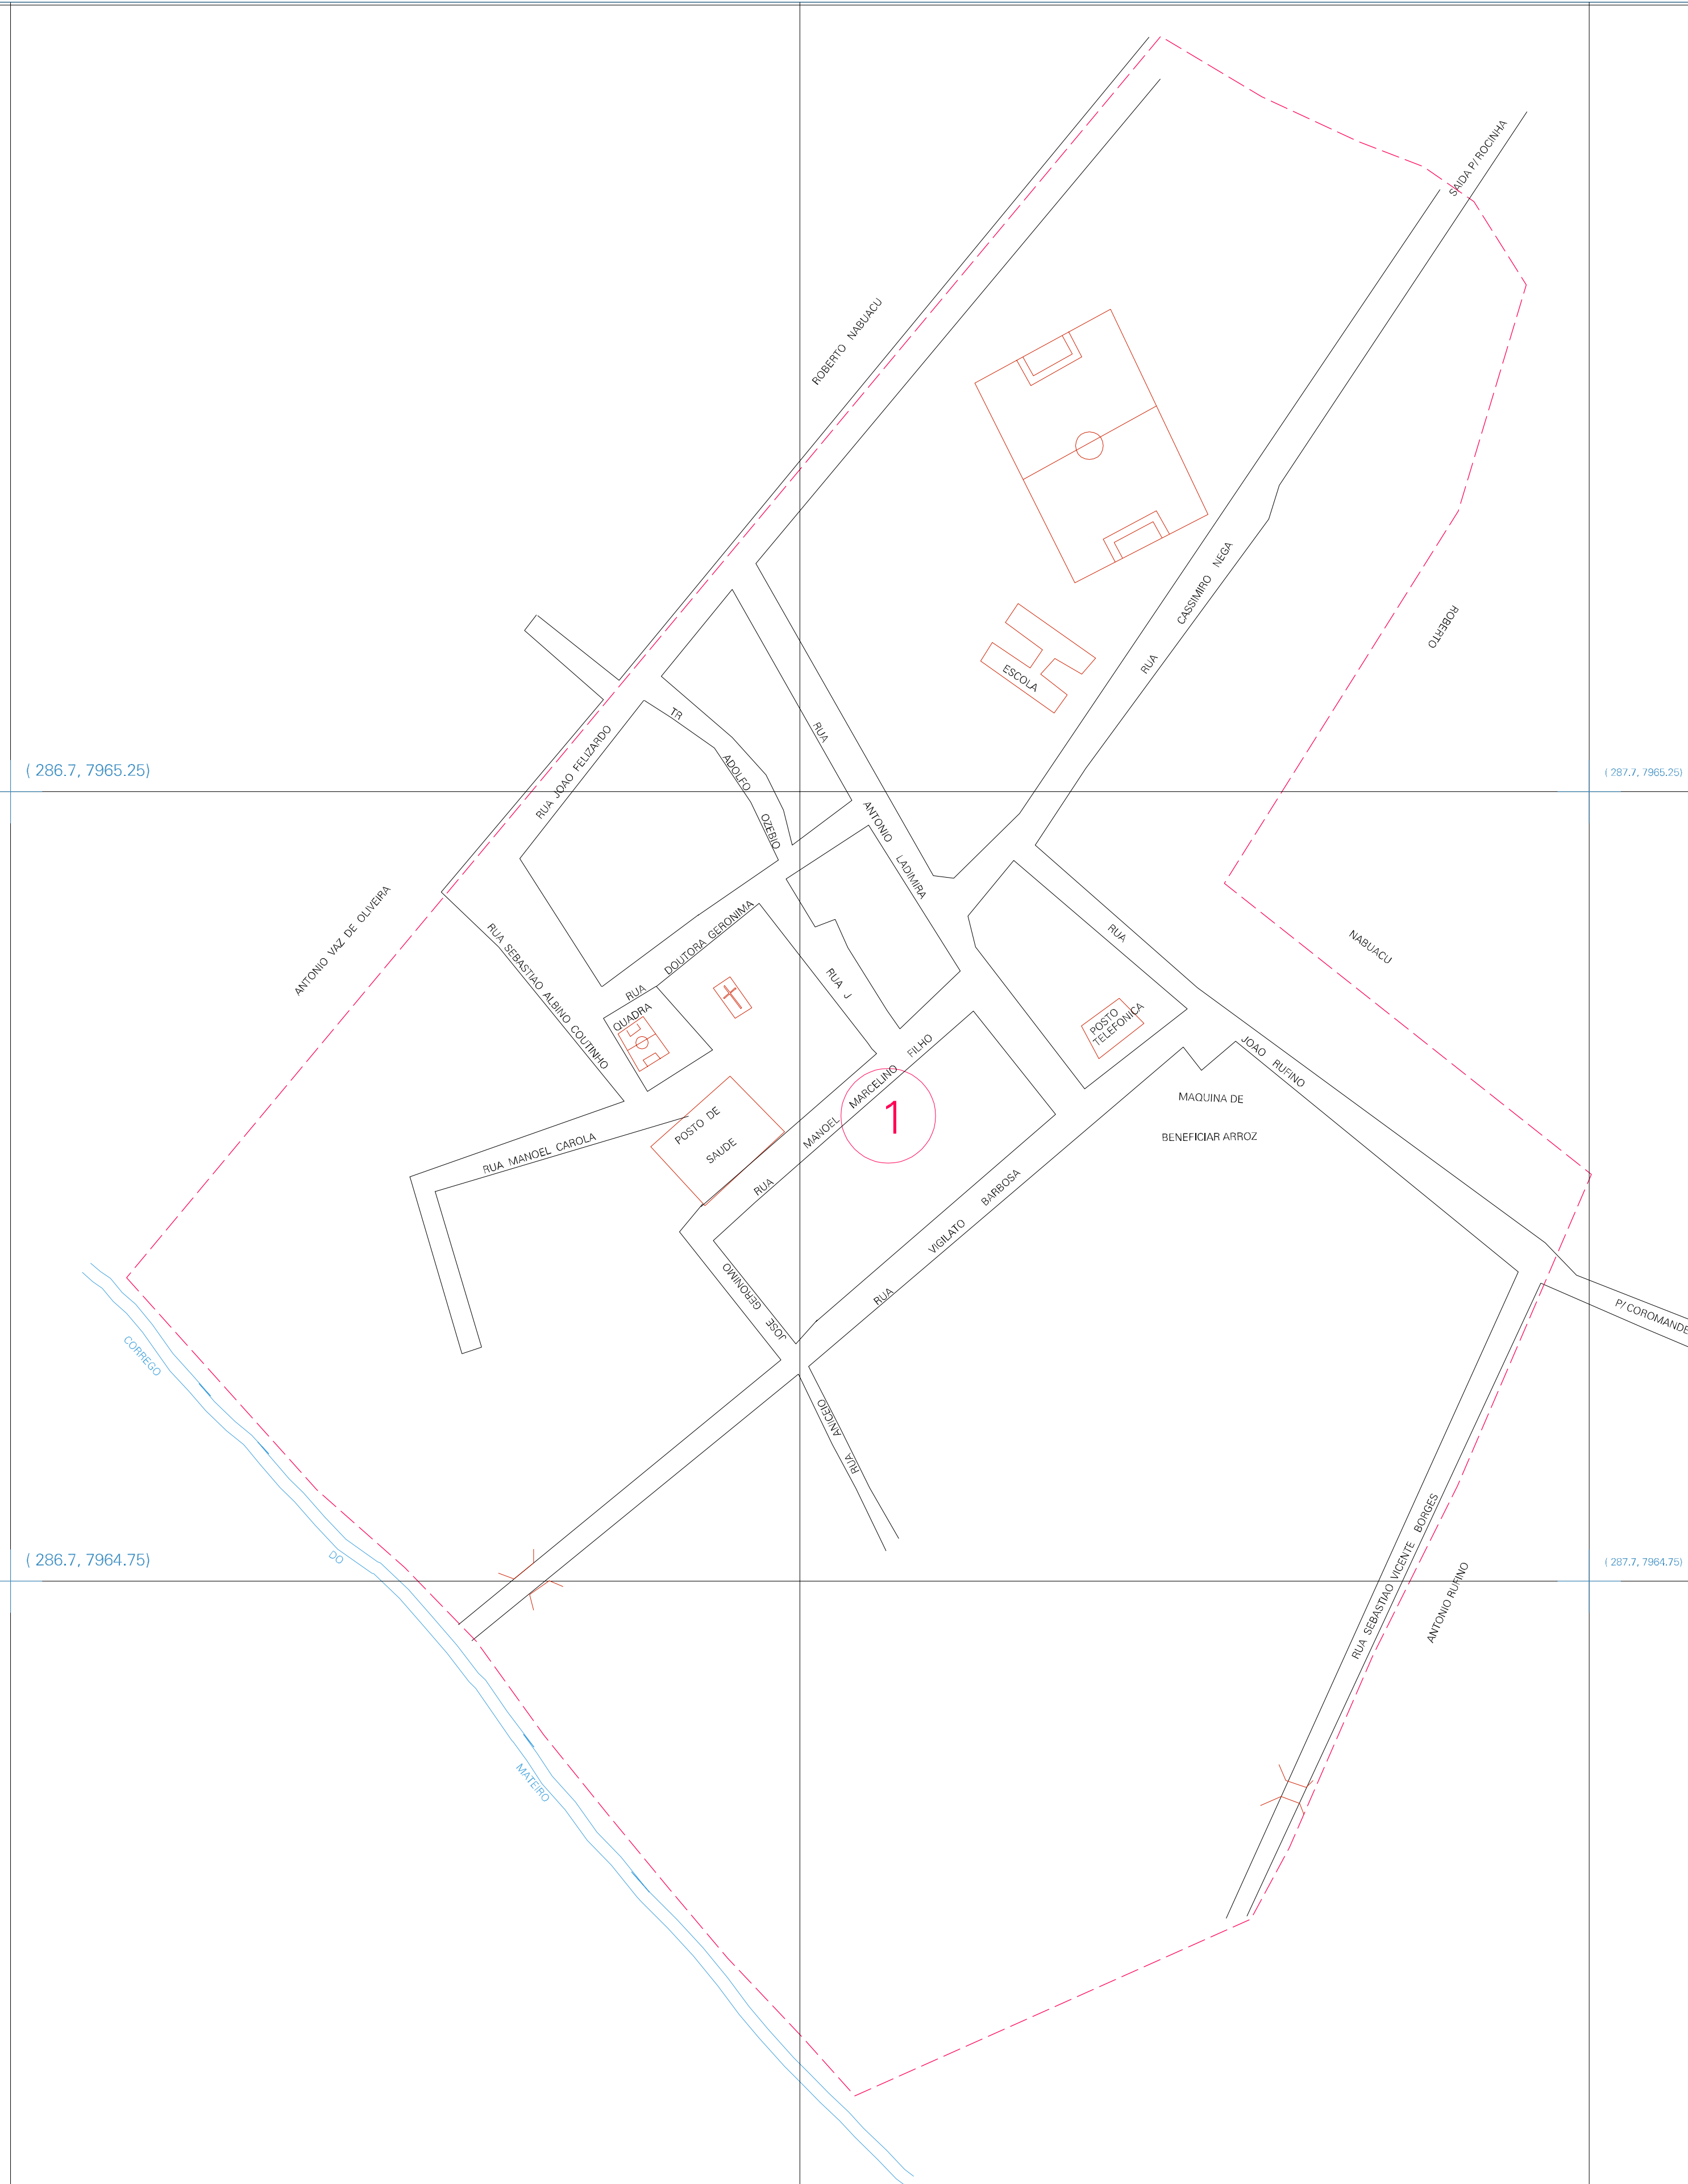 SAIDA P/ ROCINHA
ROBERTO NABUACU
RUA CASSIMIRO NEGA
ROBERTO
NABUACU
ESCOLA
TR ADOLFO OZEBIO
RUA JOAO FELIZARDO
RUA ANTONIO LADIMIRA
( 286.7, 7965.25)
( 287.7, 7965.25)
ANTONIO VAZ DE OLIVEIRA
RUA SEBASTIAO ALBINO COUTINHO
RUA DOUTORA GERONIMA
QUADRA
RUA J
RUA JOAO RUFINO
POSTO
TELEFONICA
MAQUINA DE
BENEFICIAR ARROZ
RUA MANOEL MARCELINO FILHO
1
POSTO DE
SAUDE
RUA MANOEL CAROLA
RUA VIGILATO BARBOSA
JOSE GERONIMO
P/ COROMANDE
CORREGO
DO
MATEIRO
RUA ANICEIO
( 286.7, 7964.75)
( 287.7, 7964.75)
RUA SEBASTIAO VICENTE BORGES
ANTONIO RUFINO